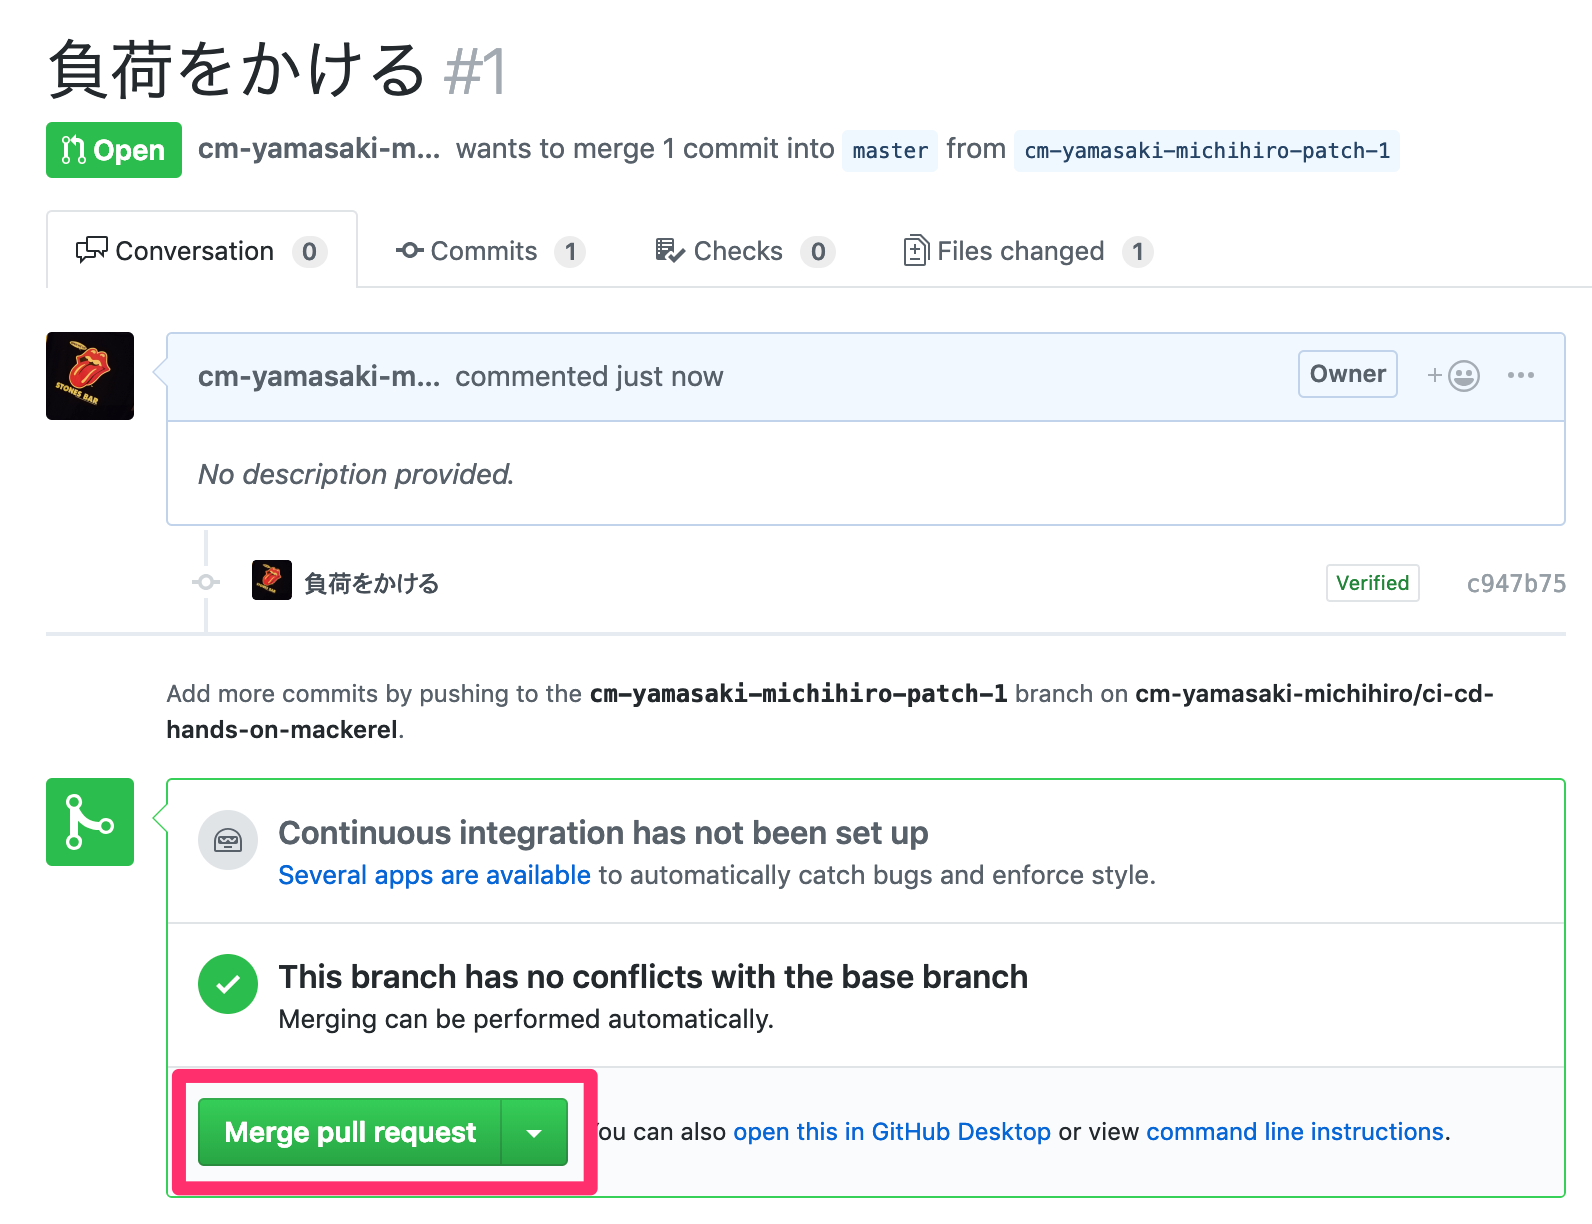 負荷をかける #1
Open cm-yamasaki-m... wants to merge 1 commit into master from cm-yamasaki-michihiro-patch-1
Conversation 0 Commits 1 Checks 0 Files changed 1
cm-yamasaki-m... commented just now Owner
STONES BAR
No description provided.
負荷をかける Verified c947b75
Add more commits by pushing to the cm-yamasaki-michihiro-patch-1 branch on cm-yamasaki-michihiro/ci-cd-
hands-on-mackerel.
Continuous integration has not been set up
Several apps are available to automatically catch bugs and enforce style.
This branch has no conflicts with the base branch
Merging can be performed automatically.
Merge pull request You can also open this in GitHub Desktop or view command line instructions.